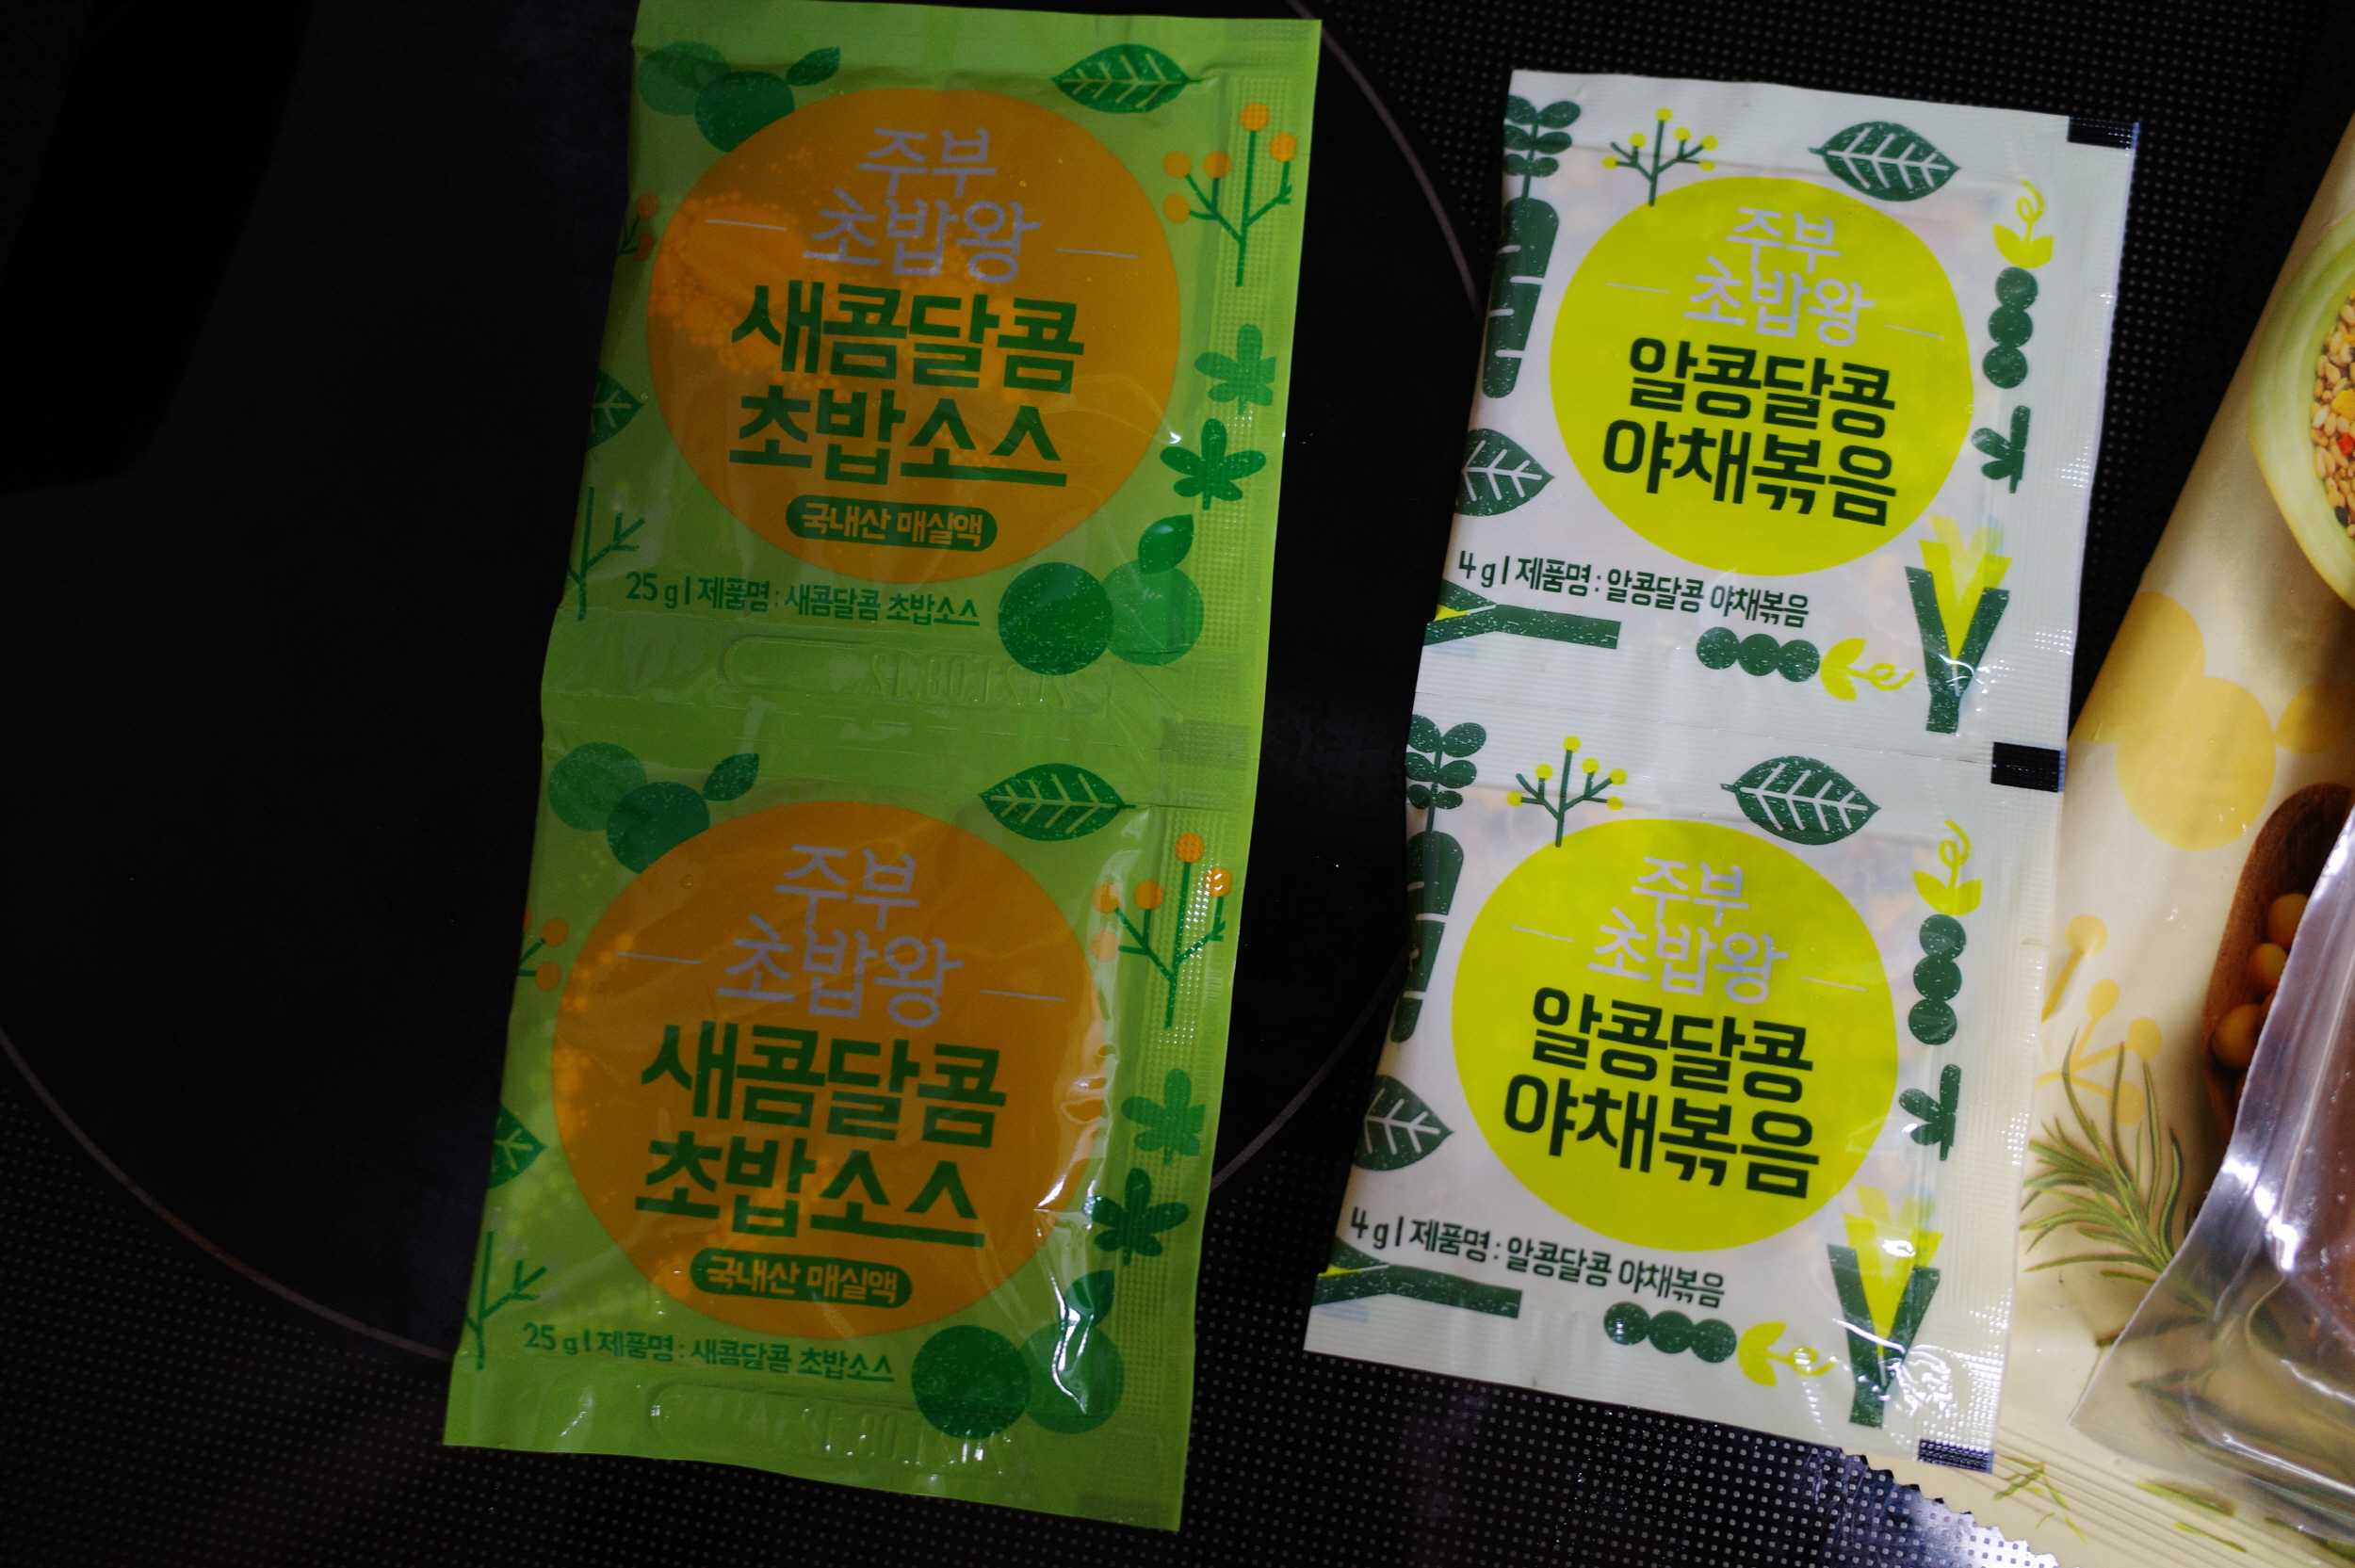 주부
초밥왕
새콤달콤
초밥소스
국내산 매실액
25 g | 제품명 : 새콤달콤 초밥소스
주부
초밥왕
새콤달콤
초밥소스
국내산 매실액
25 g | 제품명 : 새콤달콤 초밥소스
주부
초밥왕
알콩달콩
야채볶음
4 g | 제품명 : 알콩달콩 야채볶음
주부
초밥왕
알콩달콩
야채볶음
4 g | 제품명 : 알콩달콩 야채볶음